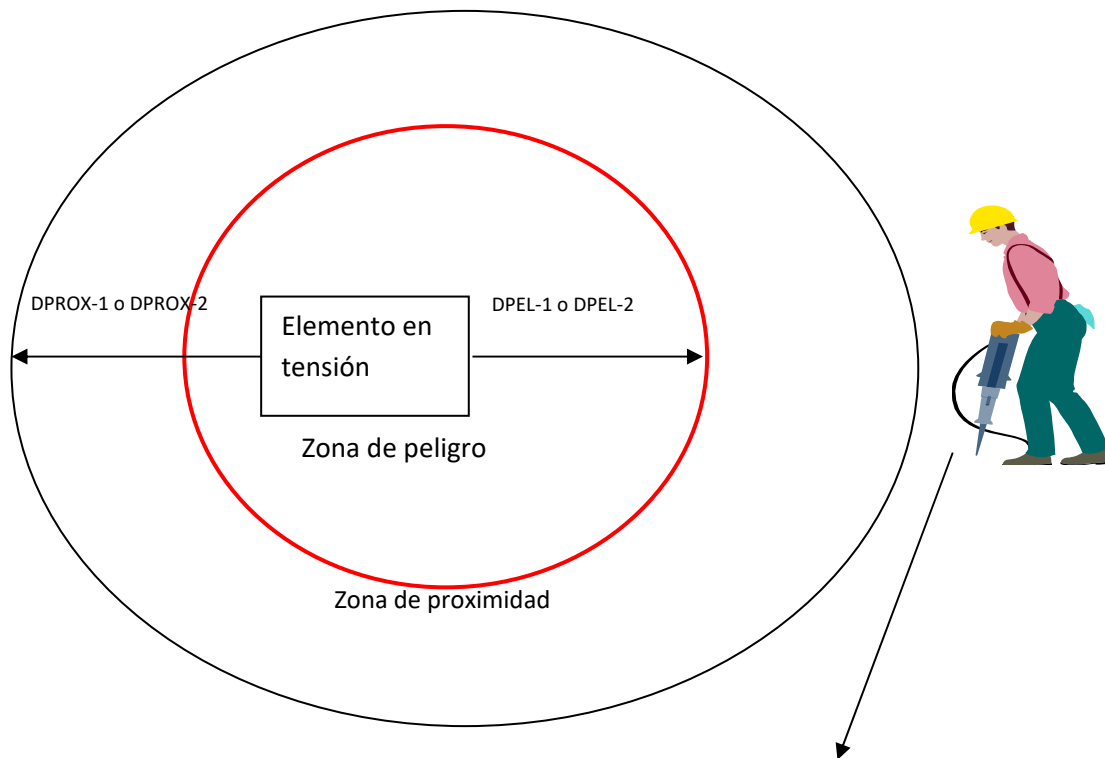 DPROX-1 o DPROX-2
DPEL-1 o DPEL-2
Elemento en
tensión
Zona de peligro
Zona de proximidad